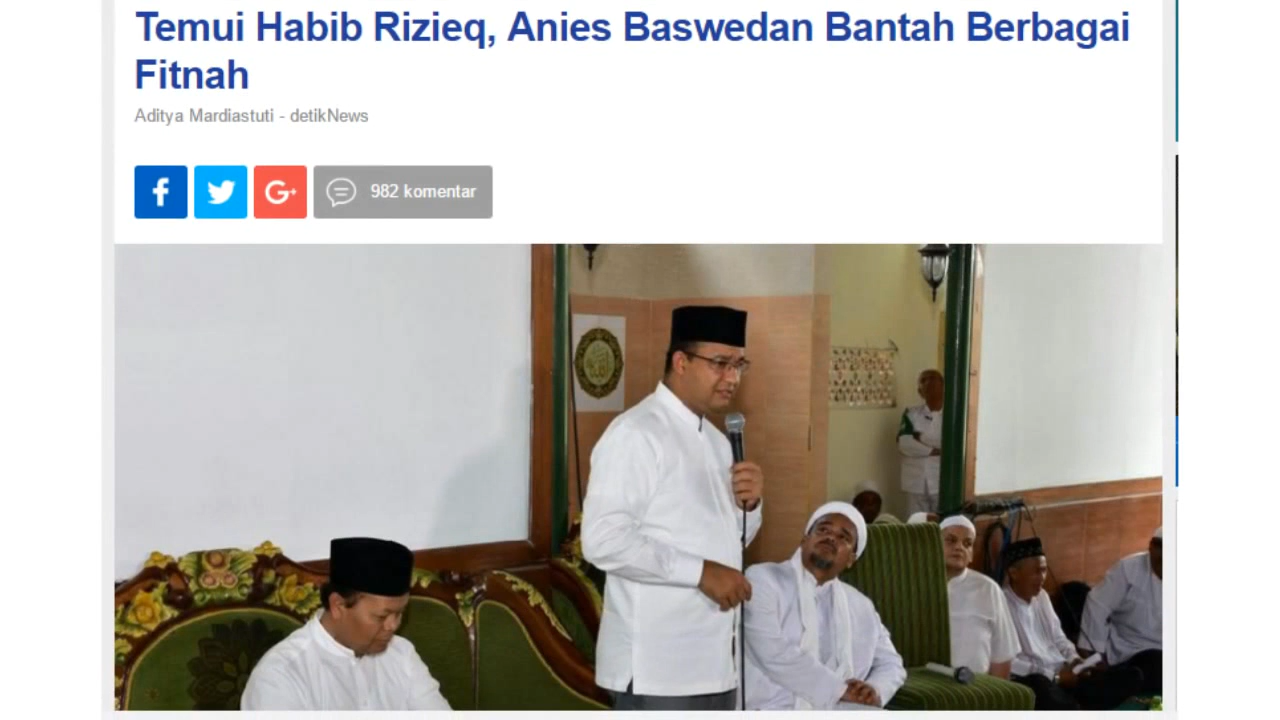 Temui Habib Rizieq, Anies Baswedan Bantah Berbagai
Fitnah
Aditya Mardiastuti - detikNews
982 komentar